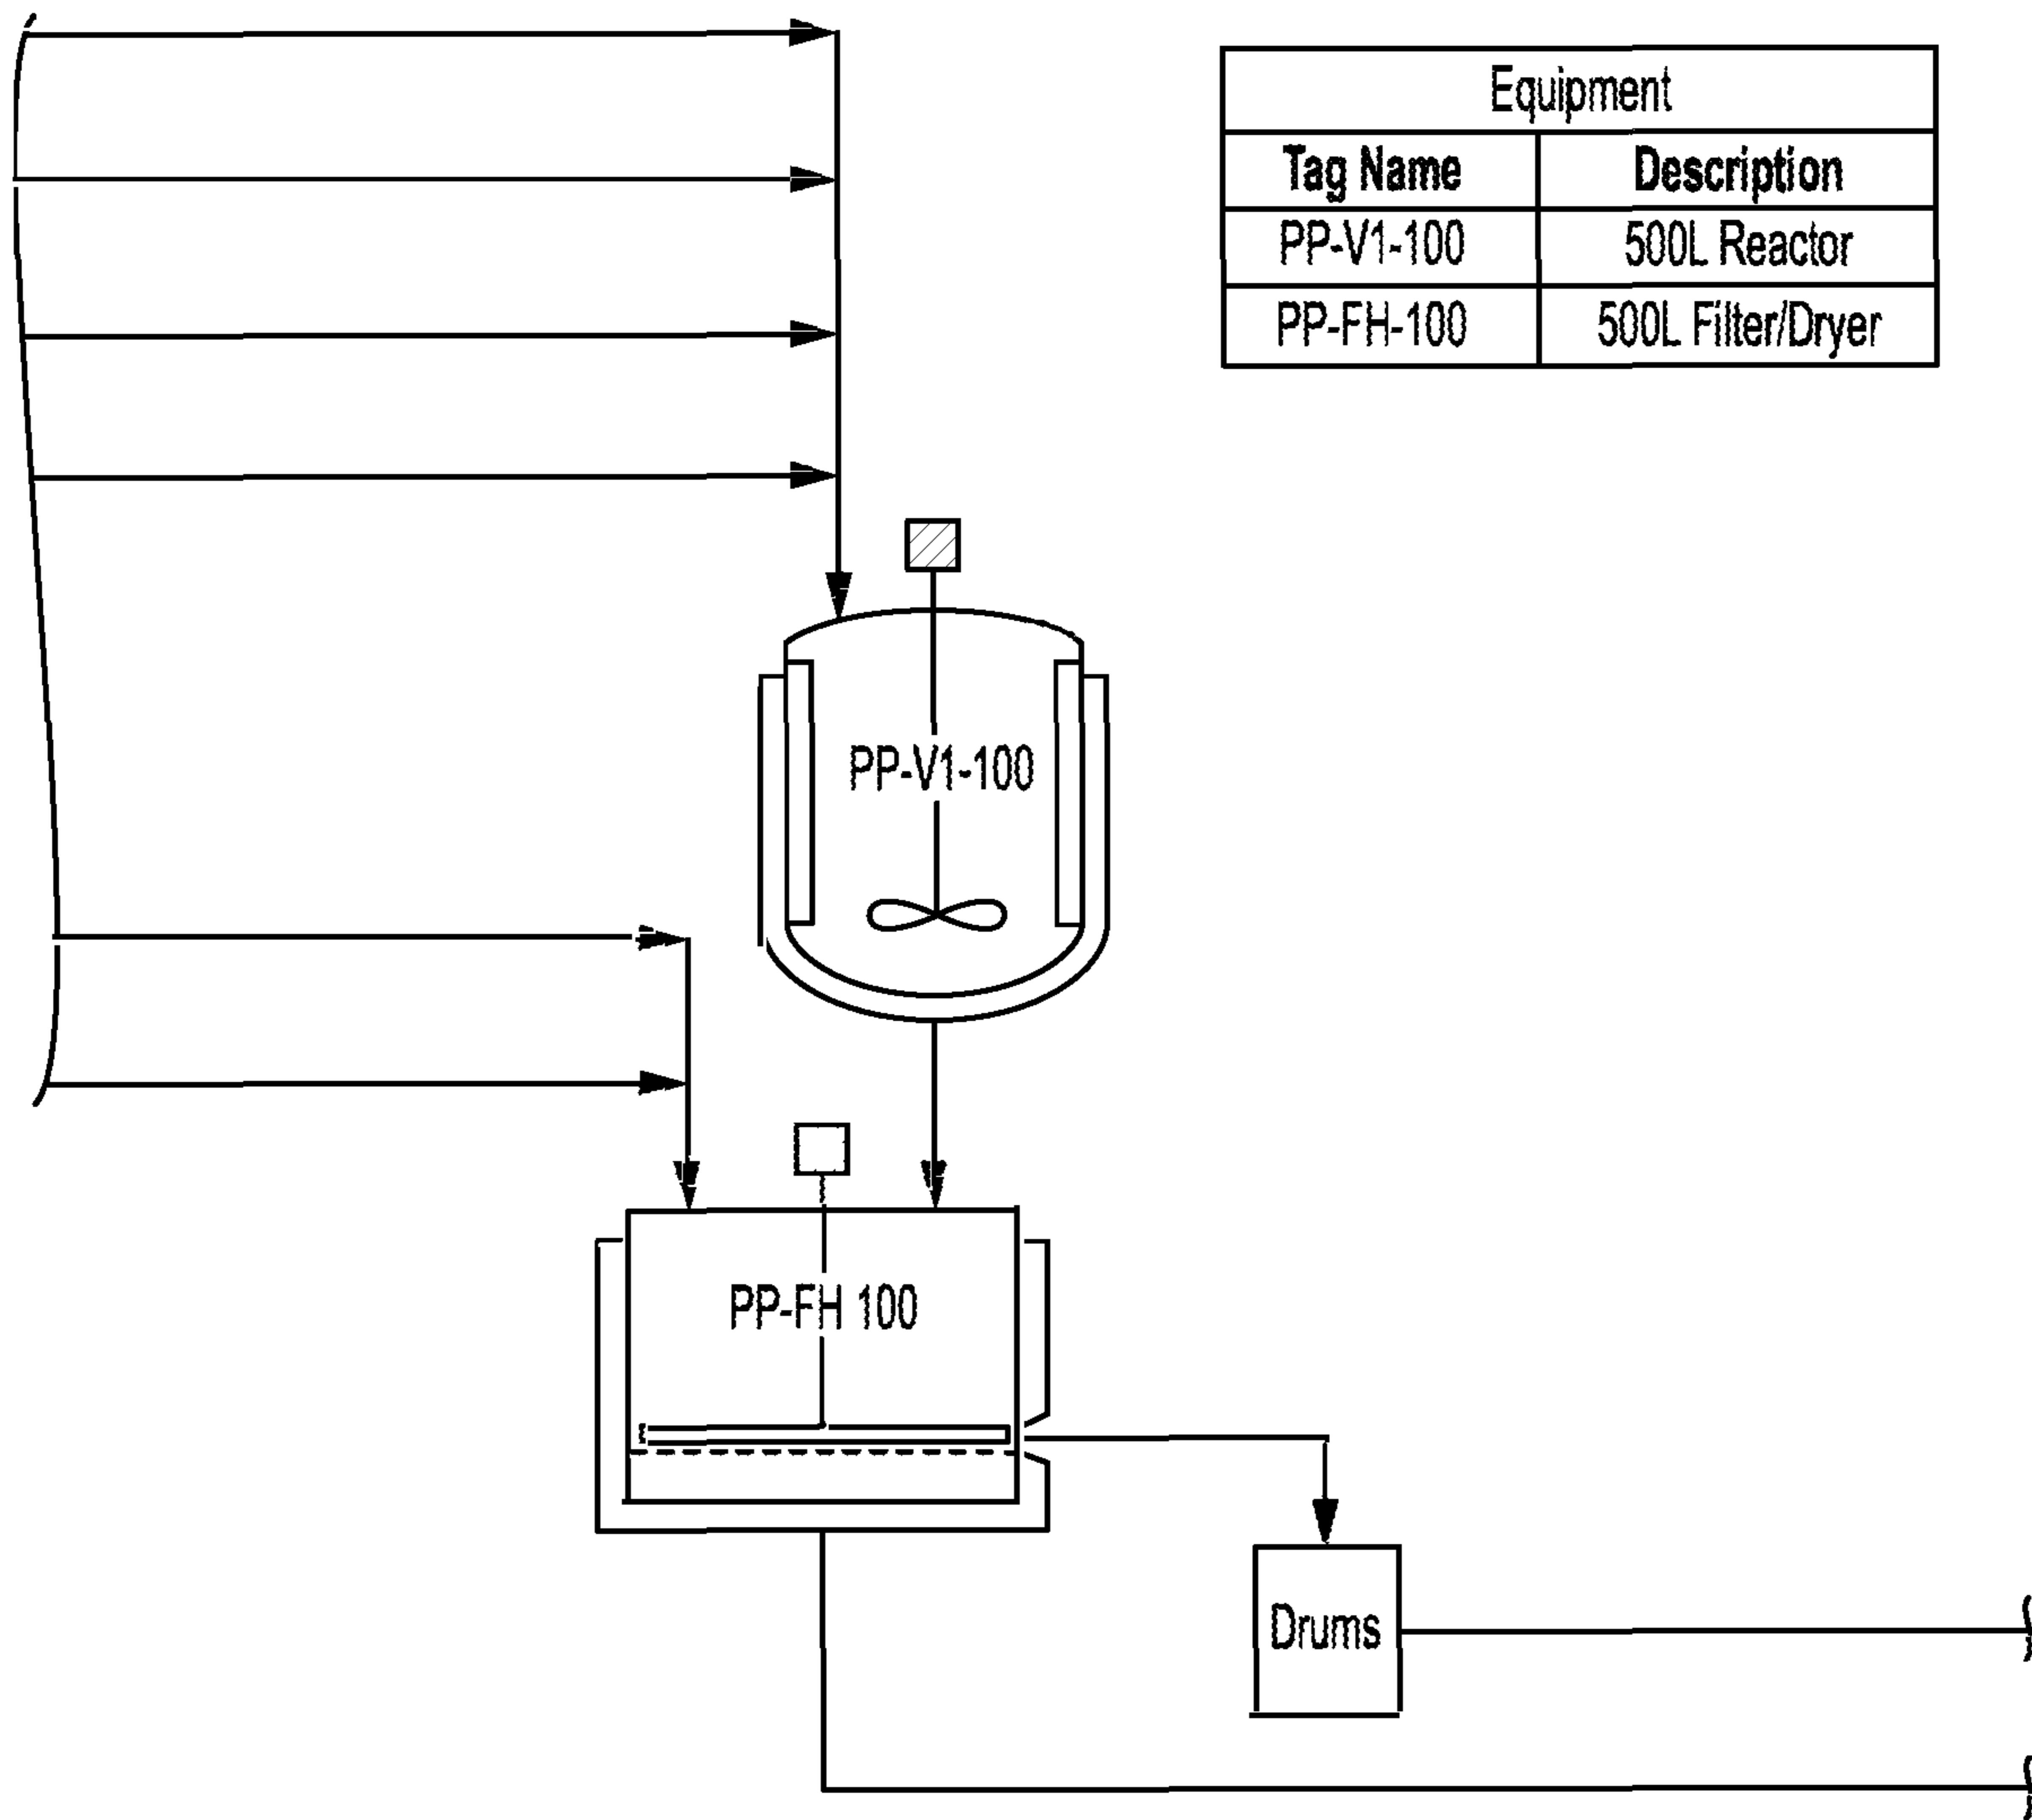 Equipment
Tag Name Description
PP-V1-100 500L Reactor
PP-FH-100 500L Filter/Dryer
PP-V1-100
PP-FH 100
Drums